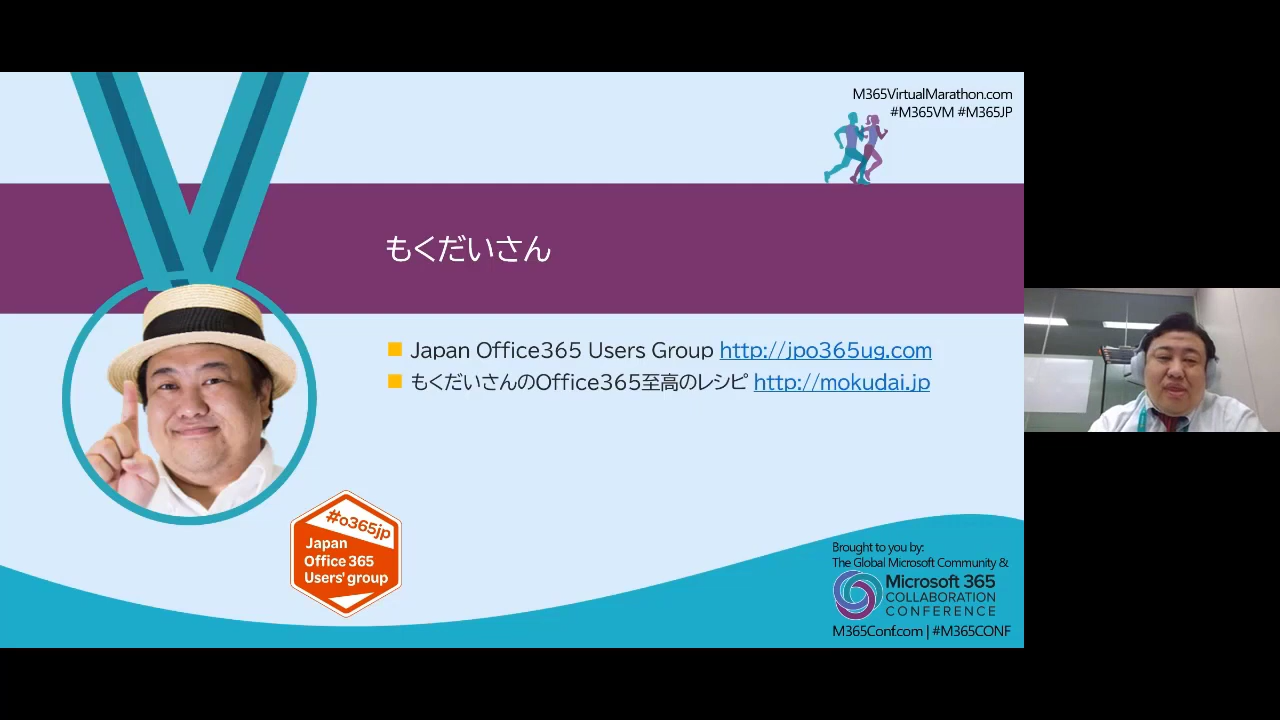 M365VirtualMarathon.com
#M365VM #M365JP
もくだいさん
Japan Office365 Users Group http://jpo365ug.com
もくだいさんのOffice365至高のレシピ http://mokudai.jp
#o365jp
Japan
Office 365
Users' group
Brought to you by:
The Global Microsoft Community &
Microsoft 365
COLLABORATION
CONFERENCE
M365Conf.com | #M365CONF